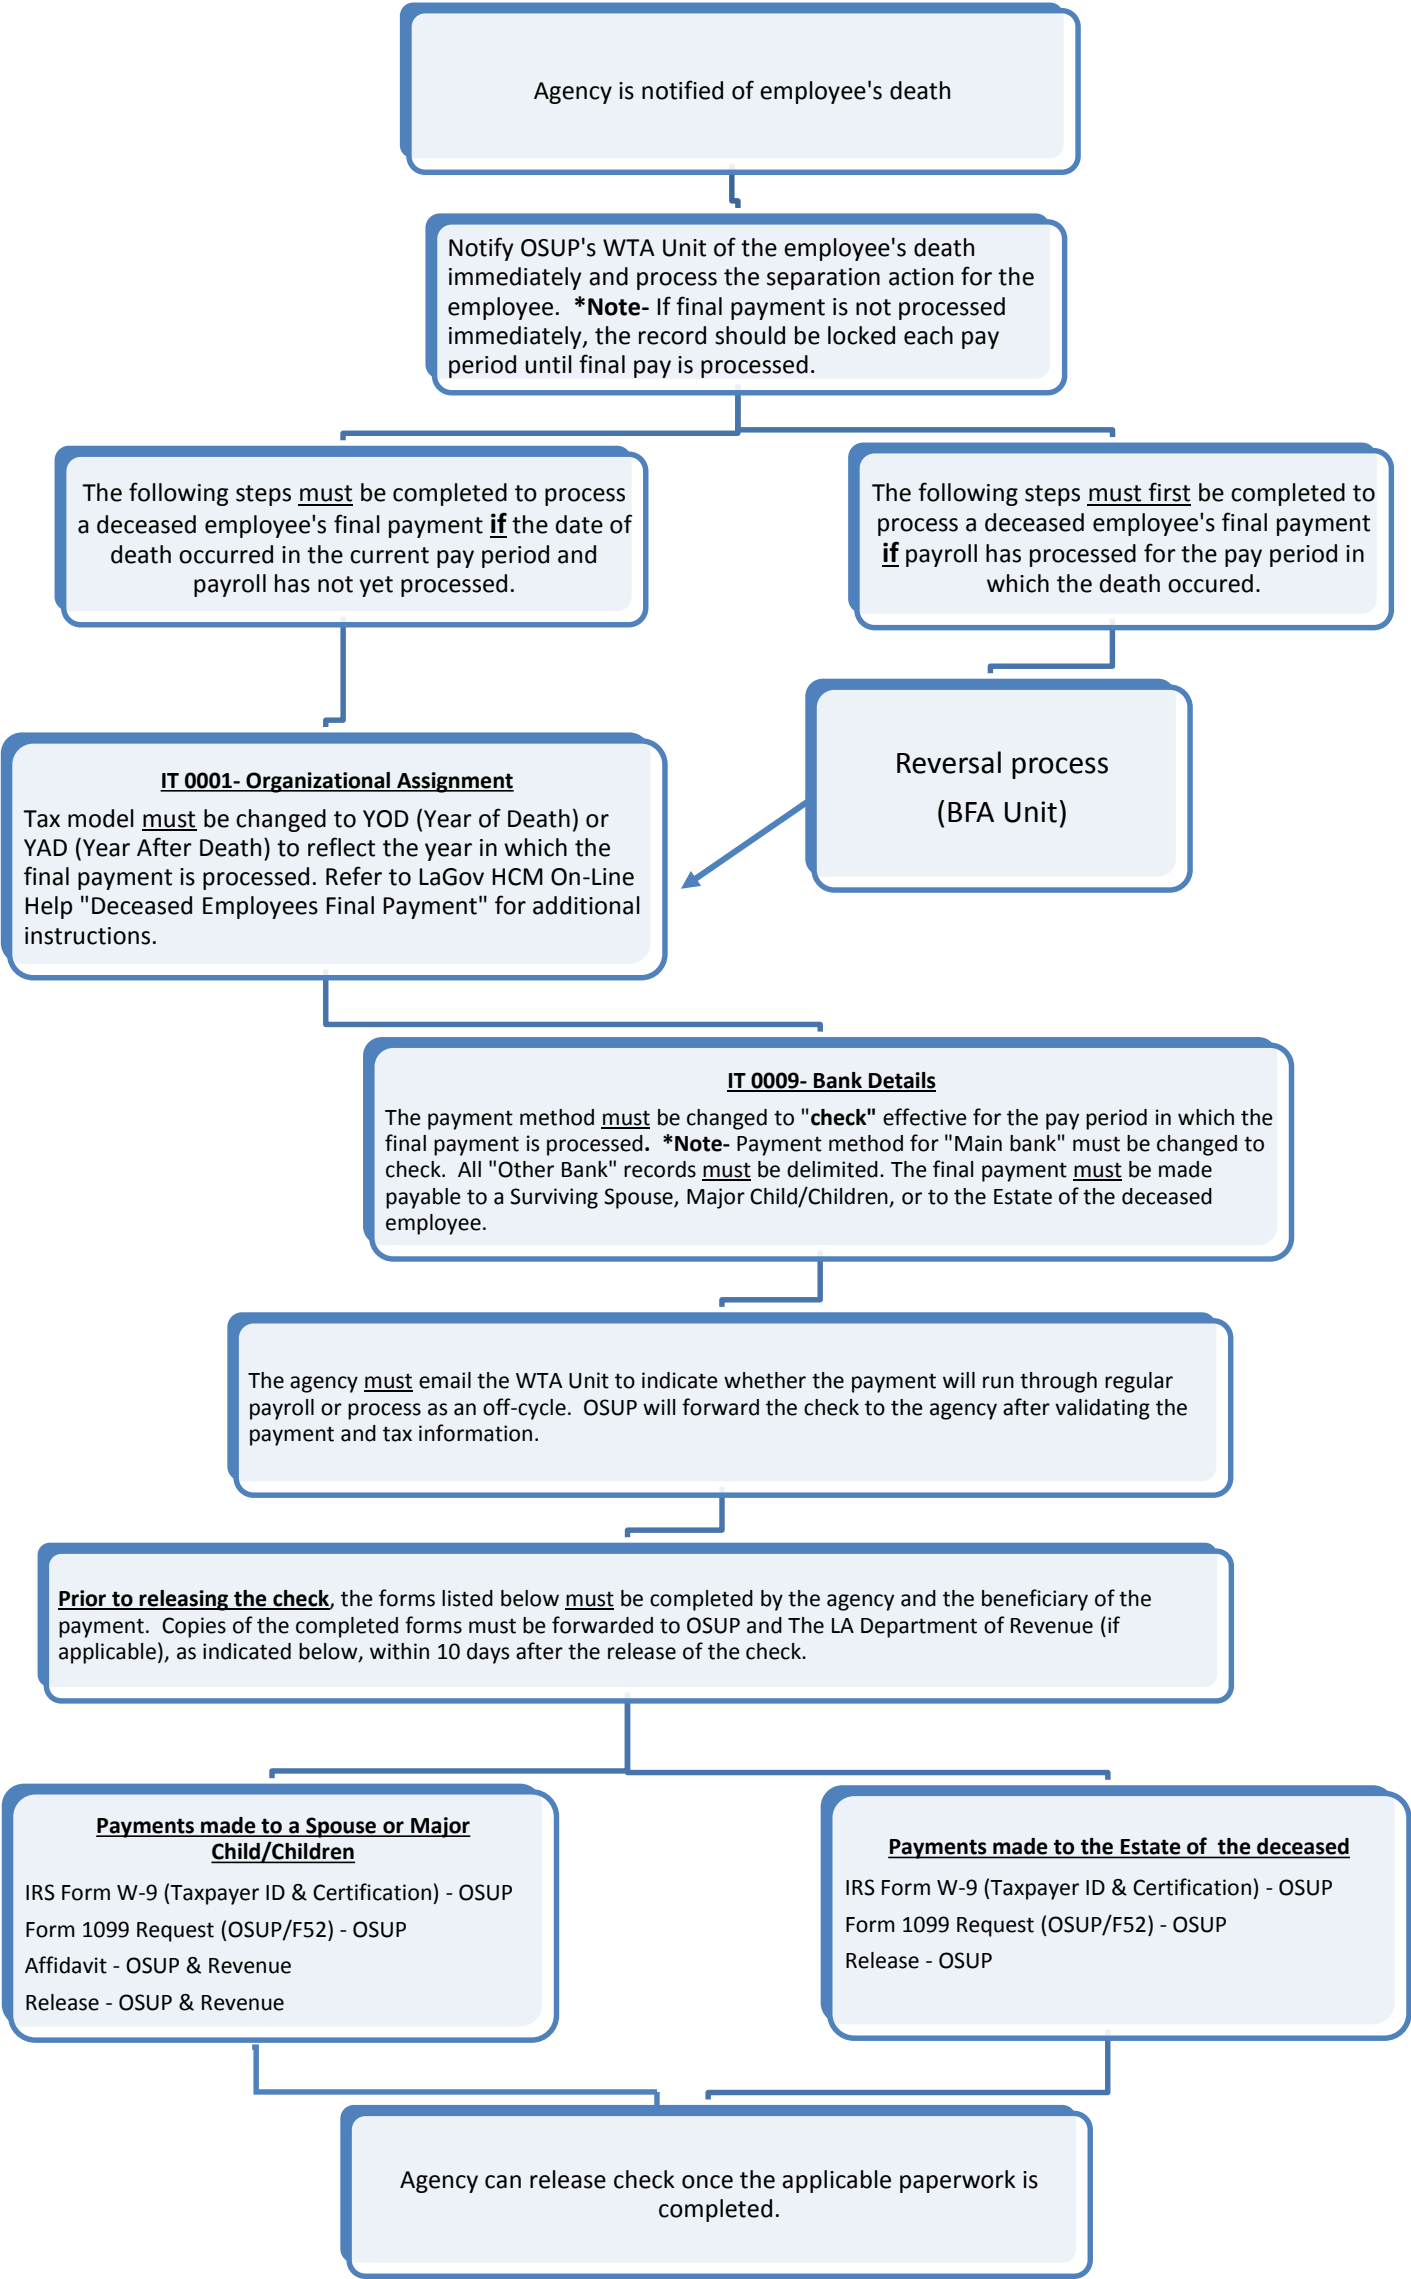 Agency is notified of employee's death
Notify OSUP's WTA Unit of the employee's death
immediately and process the separation action for the
employee.  *Note- If final payment is not processed
immediately, the record should be locked each pay
period until final pay is processed.
The following steps must be completed to process
a deceased employee's final payment if the date of
death occurred in the current pay period and
payroll has not yet processed.
The following steps must first be completed to
process a deceased employee's final payment
if payroll has processed for the pay period in
which the death occured.
Reversal process
(BFA Unit)
IT 0001- Organizational Assignment
Tax model must be changed to YOD (Year of Death) or
YAD (Year After Death) to reflect the year in which the
final payment is processed. Refer to LaGov HCM On-Line
Help "Deceased Employees Final Payment" for additional
instructions.
IT 0009- Bank Details
The payment method must be changed to "check" effective for the pay period in which the
final payment is processed.  *Note- Payment method for "Main bank" must be changed to
check.  All "Other Bank" records must be delimited. The final payment must be made
payable to a Surviving Spouse, Major Child/Children, or to the Estate of the deceased
employee.
The agency must email the WTA Unit to indicate whether the payment will run through regular
payroll or process as an off-cycle.  OSUP will forward the check to the agency after validating the
payment and tax information.
Prior to releasing the check, the forms listed below must be completed by the agency and the beneficiary of the
payment.  Copies of the completed forms must be forwarded to OSUP and The LA Department of Revenue (if
applicable), as indicated below, within 10 days after the release of the check.
Payments made to a Spouse or Major
Child/Children
IRS Form W-9 (Taxpayer ID & Certification) - OSUP
Form 1099 Request (OSUP/F52) - OSUP
Affidavit - OSUP & Revenue
Release - OSUP & Revenue
Payments made to the Estate of  the deceased
IRS Form W-9 (Taxpayer ID & Certification) - OSUP
Form 1099 Request (OSUP/F52) - OSUP
Release - OSUP
Agency can release check once the applicable paperwork is
completed.